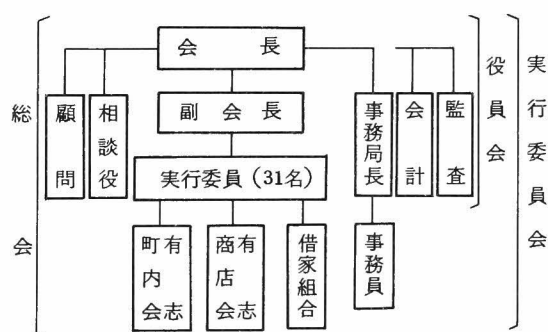 総会
会長
副会長
顧問
相談役
実行委員(31名)
事務局長
会計
監査
役員会
実行委員会
町内会有志
商店会有志
借家組合
事務員